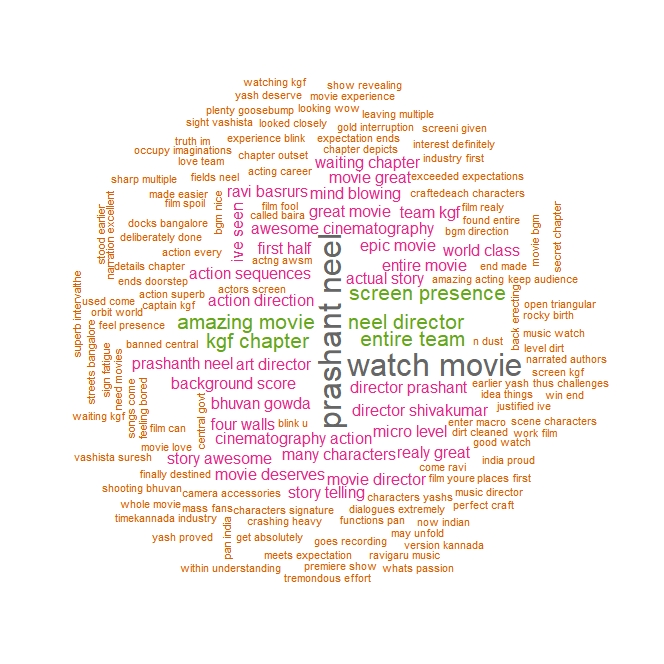 watching kgf
show revealing
yash deserve
movie experience
plenty goosebump
looking wow
leaving multiple
sight vashista
looked closely
gold interruption
screeni given
truth im
experience blink
expectation ends
interest definitely
occupy imaginations
chapter depicts
love team
chapter outset
waiting chapter
industry first
fields neel
acting career
movie great
exceeded expectations
sharp multiple
made easier
ravi basrurs
mind blowing
craftedeach characters
film spoil
bgm nice
film fool
great movie
team kgf
film realy
called baira
found entire
docks bangalore
ive seen
awesome cinematography
bgm direction
movie bgm
secret chapter
stood earlier
narration excellent
deliberately done
action every
first half
epic movie
world class
actng awsm
details chapter
entire movie
end made
action sequences
actual story
amazing acting
keep audience
ends doorstep
superb intervalthe
used come
action superb
actors screen
screen presence
captain kgf
action direction
open triangular
orbit world
rocky birth
feel presence
amazing movie
neel director
back erecting
banned central
kgf chapter
entire team
n dust
music watch
level dirt
streets bangalore
sign fatigue
need movies
prashant neel
watch movie
narrated authors
prashanth neel
art director
screen kgf
background score
director prashant
earlier yash
thus challenges
idea things
win end
songs come
feeling bored
central govt
bhuvan gowda
director shivakumar
justified ive
waiting kgf
four walls
blink u
enter macro
scene characters
film can
micro level
dirt cleaned
work film
cinematography action
good watch
movie love
many characters
realy great
vashista suresh
story awesome
india proud
come ravi
finally destined
movie deserves
movie director
film youre
places first
shooting bhuvan
camera accessories
story telling
characters yashs
music director
whole movie
mass fans
characters signature
dialogues extremely
perfect craft
timekannada industry
pan india
crashing heavy
functions pan
now indian
yash proved
get absolutely
goes recording
may unfold
version kannada
meets expectation
ravigaru music
within understanding
premiere show
whats passion
tremendous effort